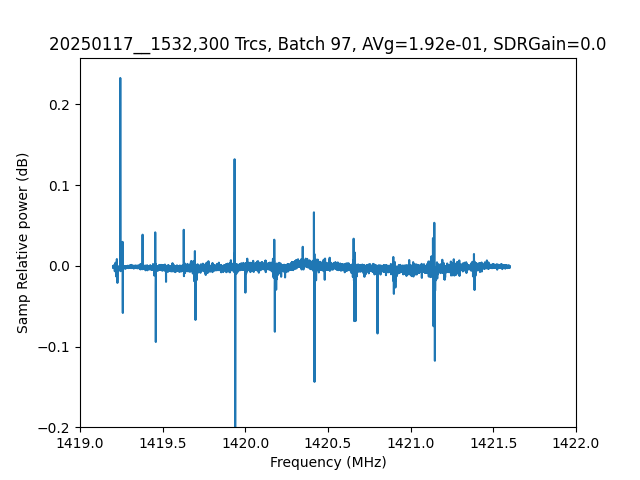 20250117__1532,300 Trcs, Batch 97, AVg=1.92e-01, SDRGain=0.0
Samp Relative power (dB)
0.2
0.1
0.0
−0.1
−0.2
1419.0 1419.5 1420.0 1420.5 1421.0 1421.5 1422.0
Frequency (MHz)